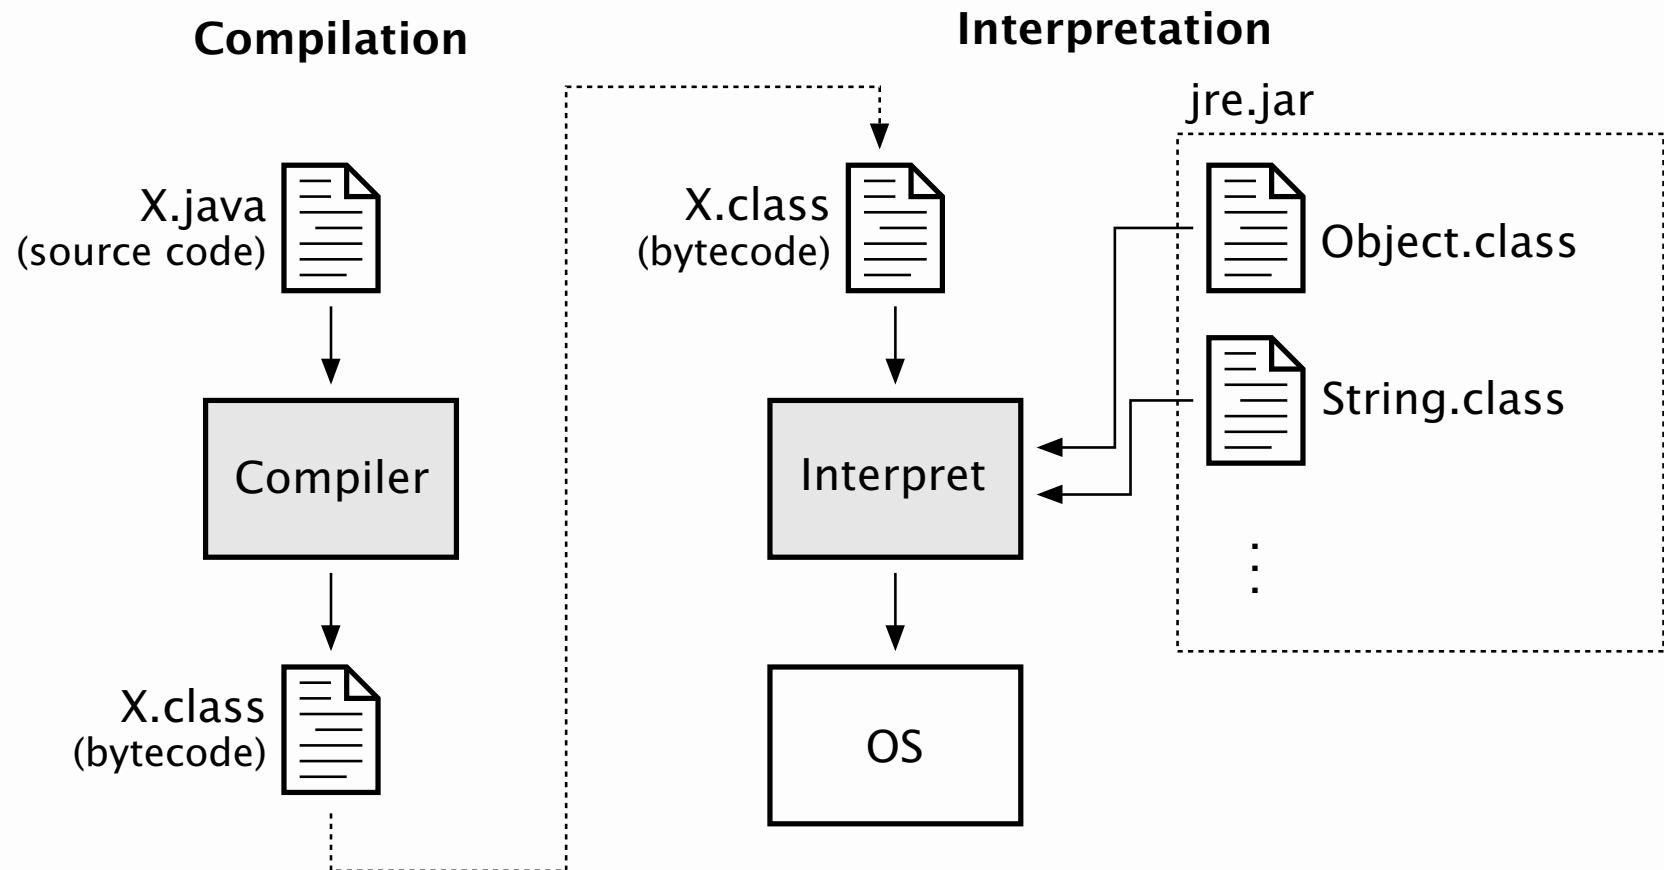 Compilation
X.java
(source code)
Compiler
X.class
(bytecode)
Interpretation
X.class
(bytecode)
Interpret
OS
jre.jar
Object.class
String.class